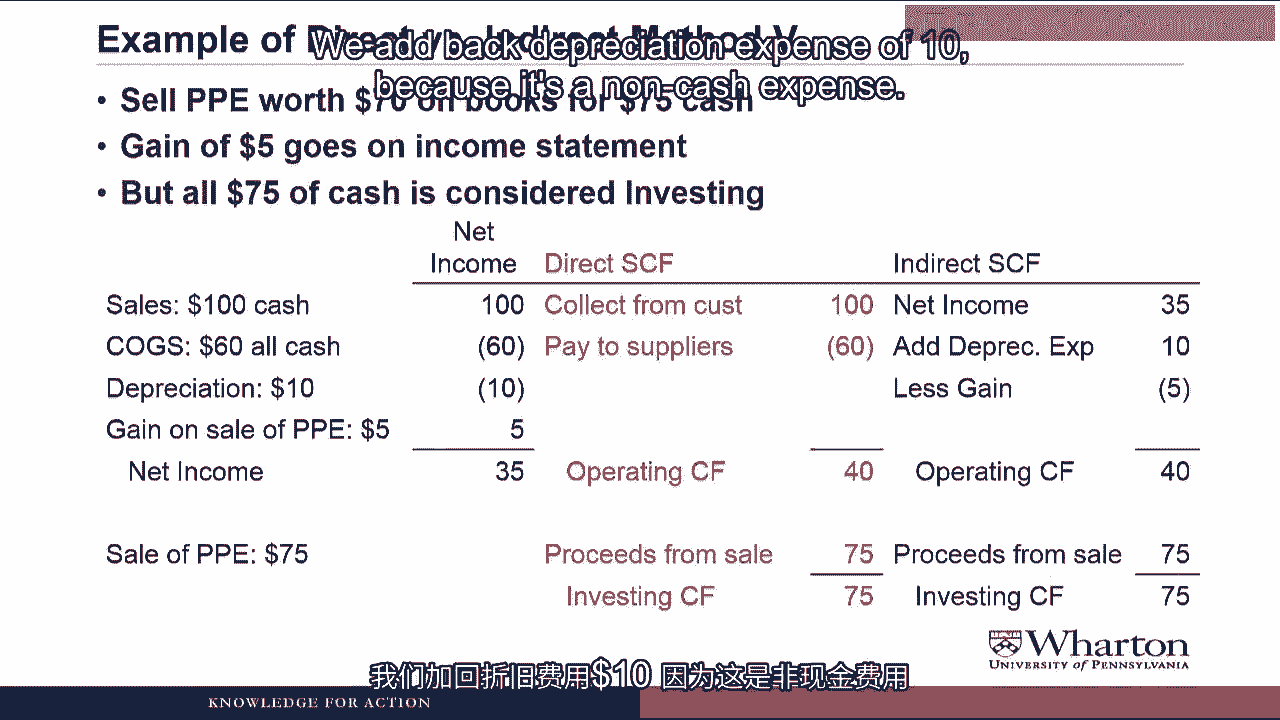 Example of Direct vs. Indirect Method V
We add back depreciation expense of 10,
because it's a non-cash expense.
• Sell PPE worth $70 on books for $75 cash
• Gain of $5 goes on income statement
• But all $75 of cash is considered Investing
Net
Income Direct SCF Indirect SCF
Sales: $100 cash 100 Collect from cust 100 Net Income 35
COGS: $60 all cash (60) Pay to suppliers (60) Add Deprec. Exp 10
Depreciation: $10 (10) Less Gain (5)
Gain on sale of PPE: $5 5
Net Income 35 Operating CF 40 Operating CF 40
Sale of PPE: $75 Proceeds from sale 75 Proceeds from sale 75
Investing CF 75 Investing CF 75
Wharton
UNIVERSITY of PENNSYLVANIA
我们加回折旧费用$10 因为这是非现金费用
KNOWLEDGE FOR ACTION